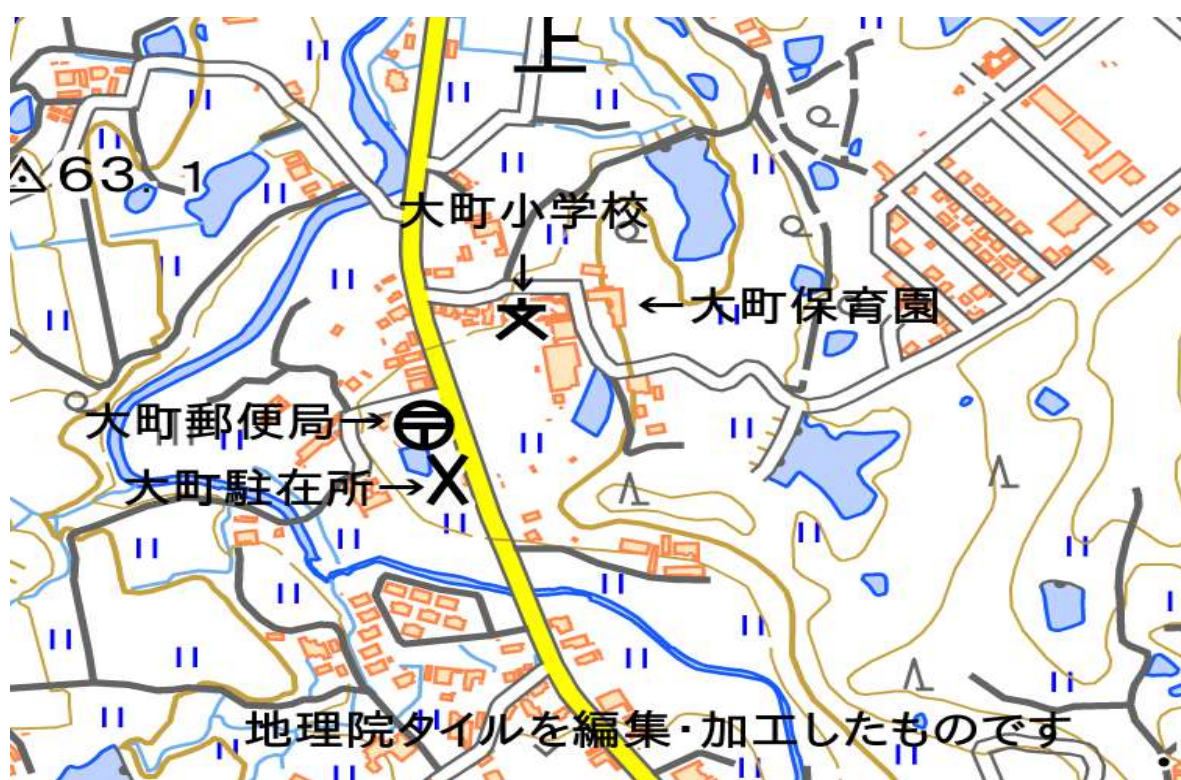 上
63.1
大町小学校
↓
←大町保育園
大町郵便局→
大町駐在所→
地理院タイルを編集・加工したものです